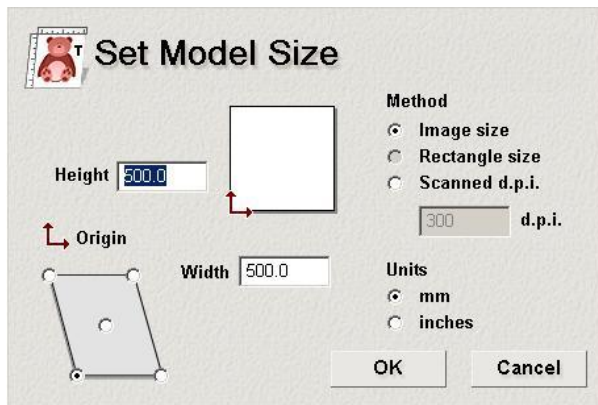 T
Set Model Size
Method
Image size
Rectangle size
Scanned d.p.i.
300 d.p.i.
Height 500.0
Origin
Width 500.0
Units
mm
inches
OK
Cancel